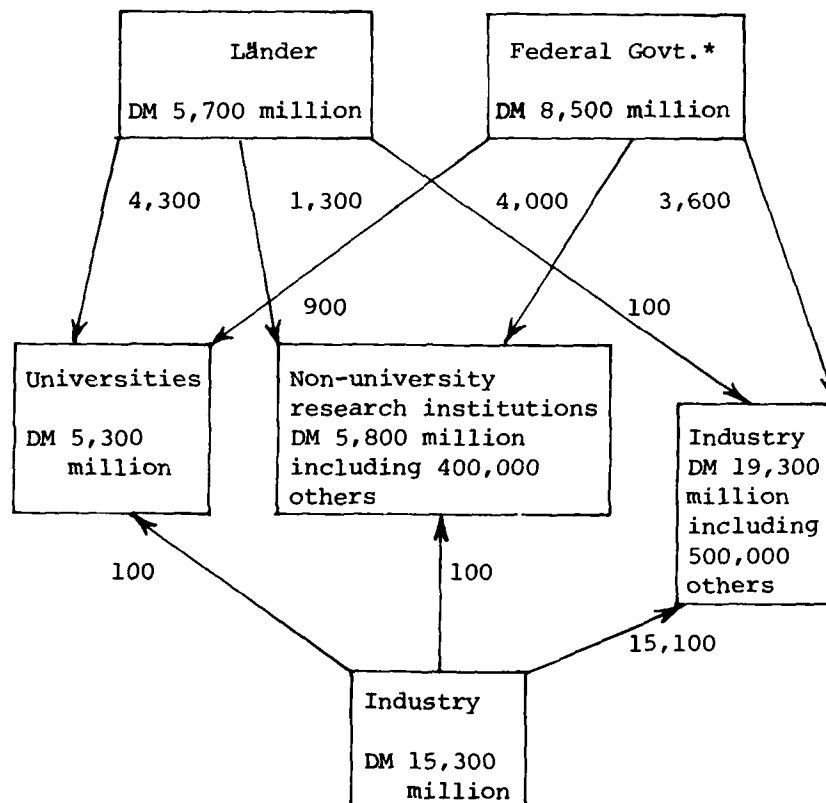 Länder
DM 5,700 million
Federal Govt.*
DM 8,500 million
4,300
1,300
4,000
3,600
900
100
Universities
DM 5,300
million
Non-university
research institutions
DM 5,800 million
including 400,000
others
Industry
DM 19,300
million
including
500,000
others
100
100
15,100
Industry
DM 15,300
million